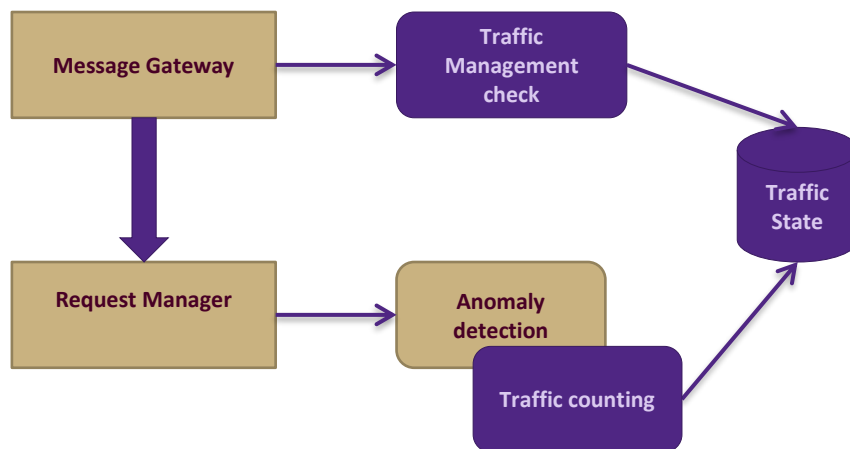 Message Gateway
Traffic
Management
check
Traffic
State
Request Manager
Anomaly
detection
Traffic counting